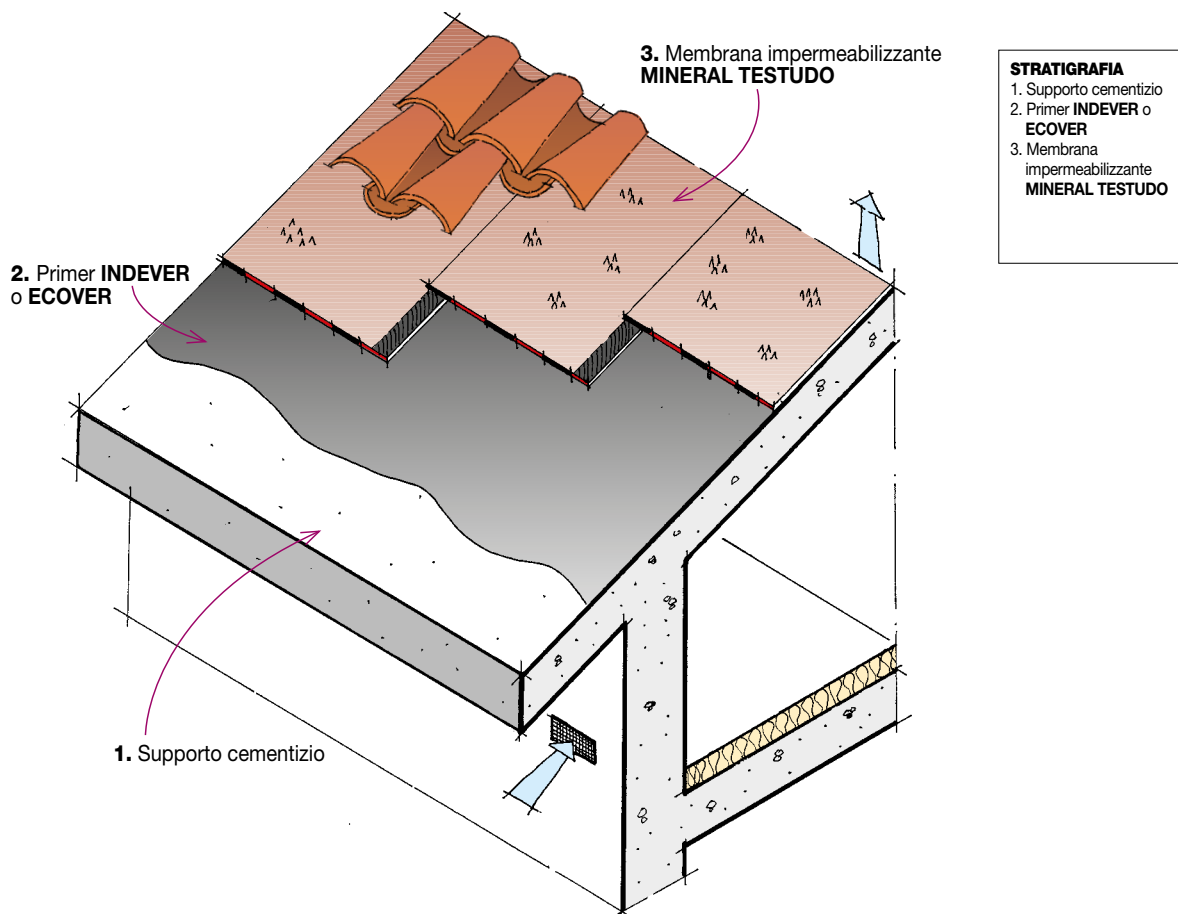 3. Membrana impermeabilizzante
MINERAL TESTUDO
STRATIGRAFIA
1. Supporto cementizio
2. Primer INDEVER o
ECOVER
3. Membrana
impermeabilizzante
MINERAL TESTUDO
2. Primer INDEVER
o ECOVER
1. Supporto cementizio